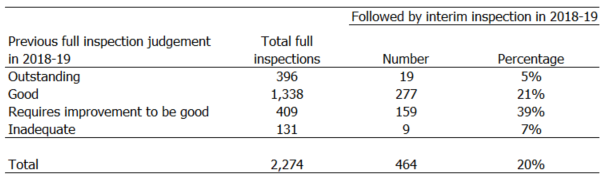 Followed by interim inspection in 2018-19
Previous full inspection judgement in 2018-19 Total full inspections Number Percentage
Outstanding 396 19 5%
Good 1,338 277 21%
Requires improvement to be good 409 159 39%
Inadequate 131 9 7%
Total 2,274 464 20%